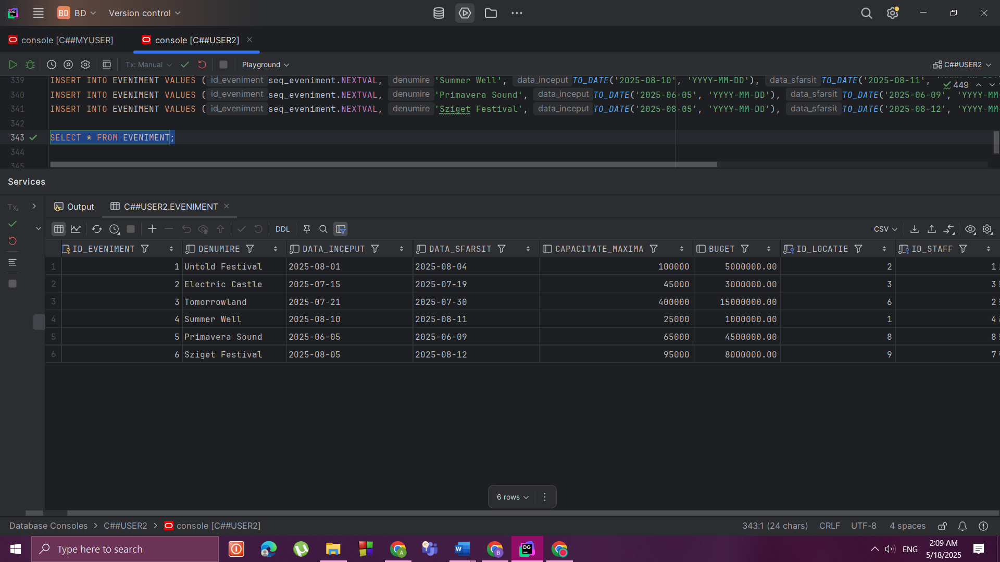 BD BD Version control
console [C##MYUSER] console [C##USER2]
Tx: Manual Playground C##USER2
339 INSERT INTO EVENIMENT VALUES ( id_eveniment seq_eveniment.NEXTVAL, denumire 'Summer Well', data_inceput TO_DATE('2025-08-10', 'YYYY-MM-DD'), data_sfarsit TO_DATE('2025-08-11',
449
340 INSERT INTO EVENIMENT VALUES ( id_eveniment seq_eveniment.NEXTVAL, denumire 'Primavera Sound', data_inceput TO_DATE('2025-06-05', 'YYYY-MM-DD'), data_sfarsit TO_DATE('2025-06-09', 'YYYY-MM
341 INSERT INTO EVENIMENT VALUES ( id_eveniment seq_eveniment.NEXTVAL, denumire 'Sziget Festival', data_inceput TO_DATE('2025-08-05', 'YYYY-MM-DD'), data_sfarsit TO_DATE('2025-08-12', 'YYYY-MM
342
343 SELECT * FROM EVENIMENT;
344
345
Services
Tx Output C##USER2.EVENIMENT
DDL CSV
ID_EVENIMENT DENUMIRE DATA_INCEPUT DATA_SFARSIT CAPACITATE_MAXIMA BUGET ID_LOCATIE ID_STAFF
1 1 Untold Festival 2025-08-01 2025-08-04 100000 5000000.00 2 1
2 2 Electric Castle 2025-07-15 2025-07-19 45000 3000000.00 3 3
3 3 Tomorrowland 2025-07-21 2025-07-30 400000 15000000.00 6 2
4 4 Summer Well 2025-08-10 2025-08-11 25000 1000000.00 1 4
5 5 Primavera Sound 2025-06-05 2025-06-09 65000 4500000.00 8 8
6 6 Sziget Festival 2025-08-05 2025-08-12 95000 8000000.00 9 7
6 rows
Database Consoles > C##USER2 > console [C##USER2] 343:1 (24 chars) CRLF UTF-8 4 spaces
Type here to search ENG 2:09 AM
5/18/2025